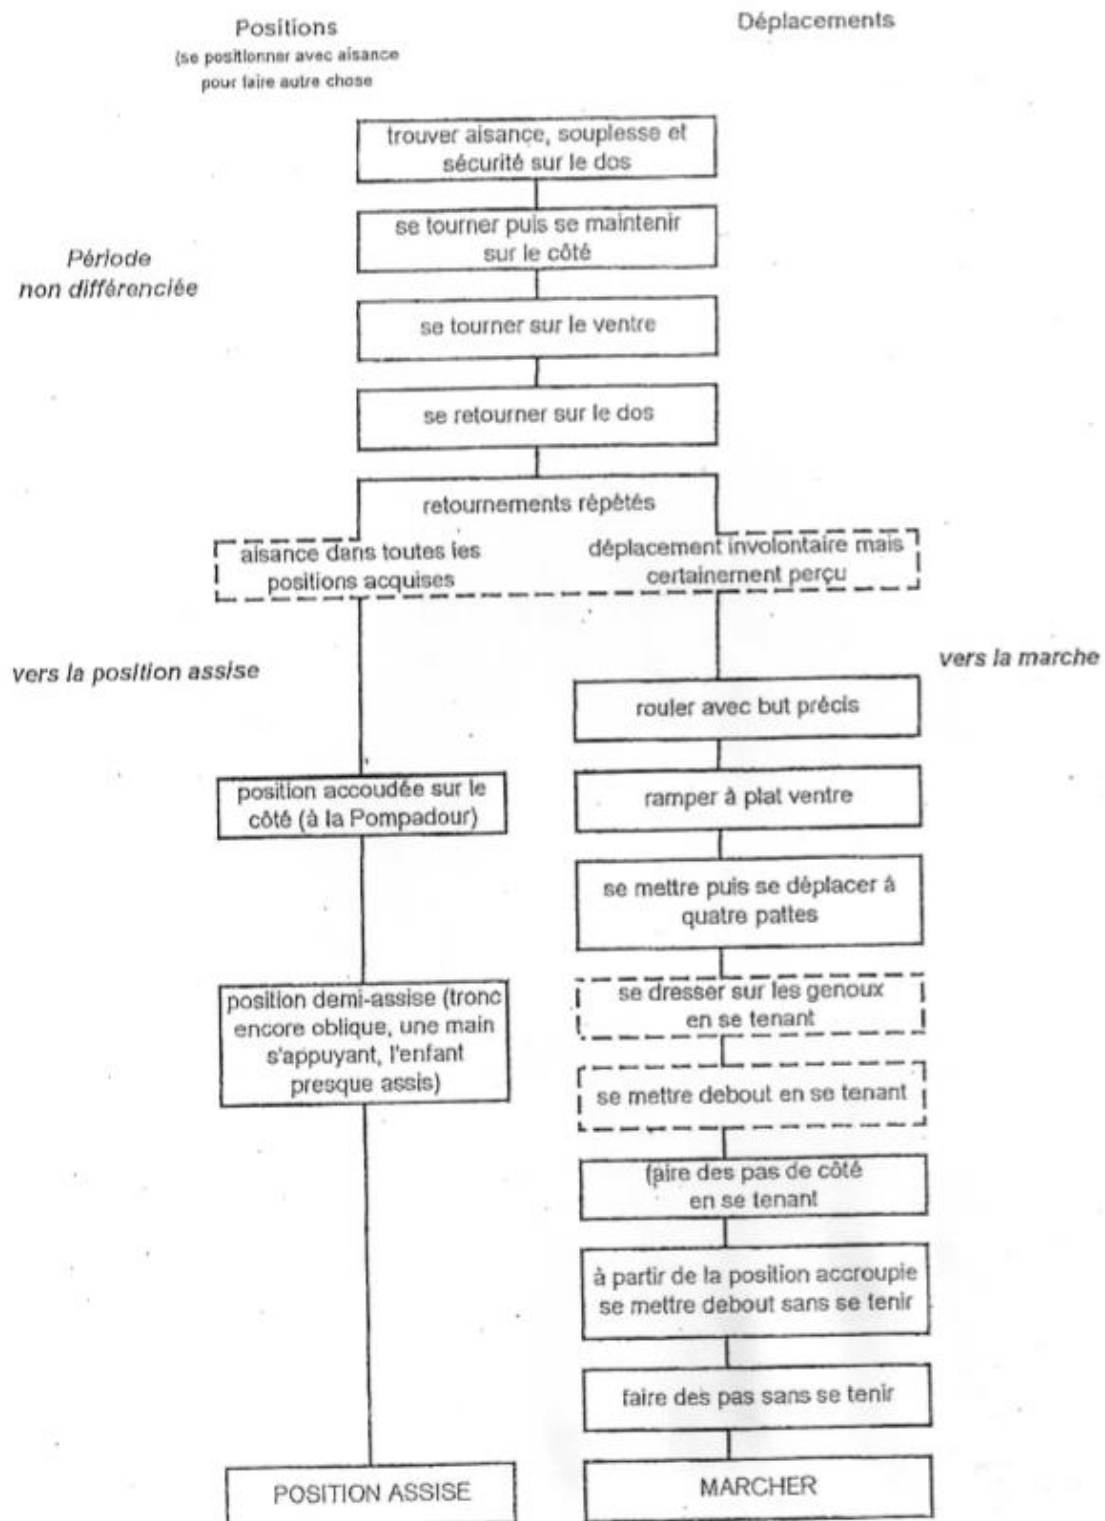 Positions
(se positionner avec aisance
pour faire autre chose
Déplacements
trouver aisance, souplesse et
sécurité sur le dos
se tourner puis se maintenir
sur le côté
Période
non différenciée
se tourner sur le ventre
se retourner sur le dos
retournements répétés
aisance dans toutes les
positions acquises
déplacement involontaire mais
certainement perçu
vers la position assise
vers la marche
rouler avec but précis
position accoudée sur le
côté (à la Pompadour)
ramper à plat ventre
se mettre puis se déplacer à
quatre pattes
position demi-assise (tronc
encore oblique, une main
s'appuyant, l'enfant
presque assis)
se dresser sur les genoux
en se tenant
se mettre debout en se tenant
faire des pas de côté
en se tenant
à partir de la position accroupie
se mettre debout sans se tenir
faire des pas sans se tenir
POSITION ASSISE
MARCHER